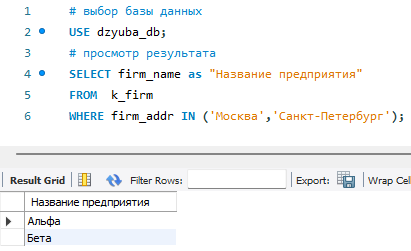 1 # выбор базы данных
2 USE dzyuba_db;
3 # просмотр результата
4 SELECT firm_name as "Название предприятия"
5 FROM k_firm
6 WHERE firm_addr IN ('Москва','Санкт-Петербург');
Result Grid Filter Rows: Export: Wrap Cel
Название предприятия
Альфа
Бета